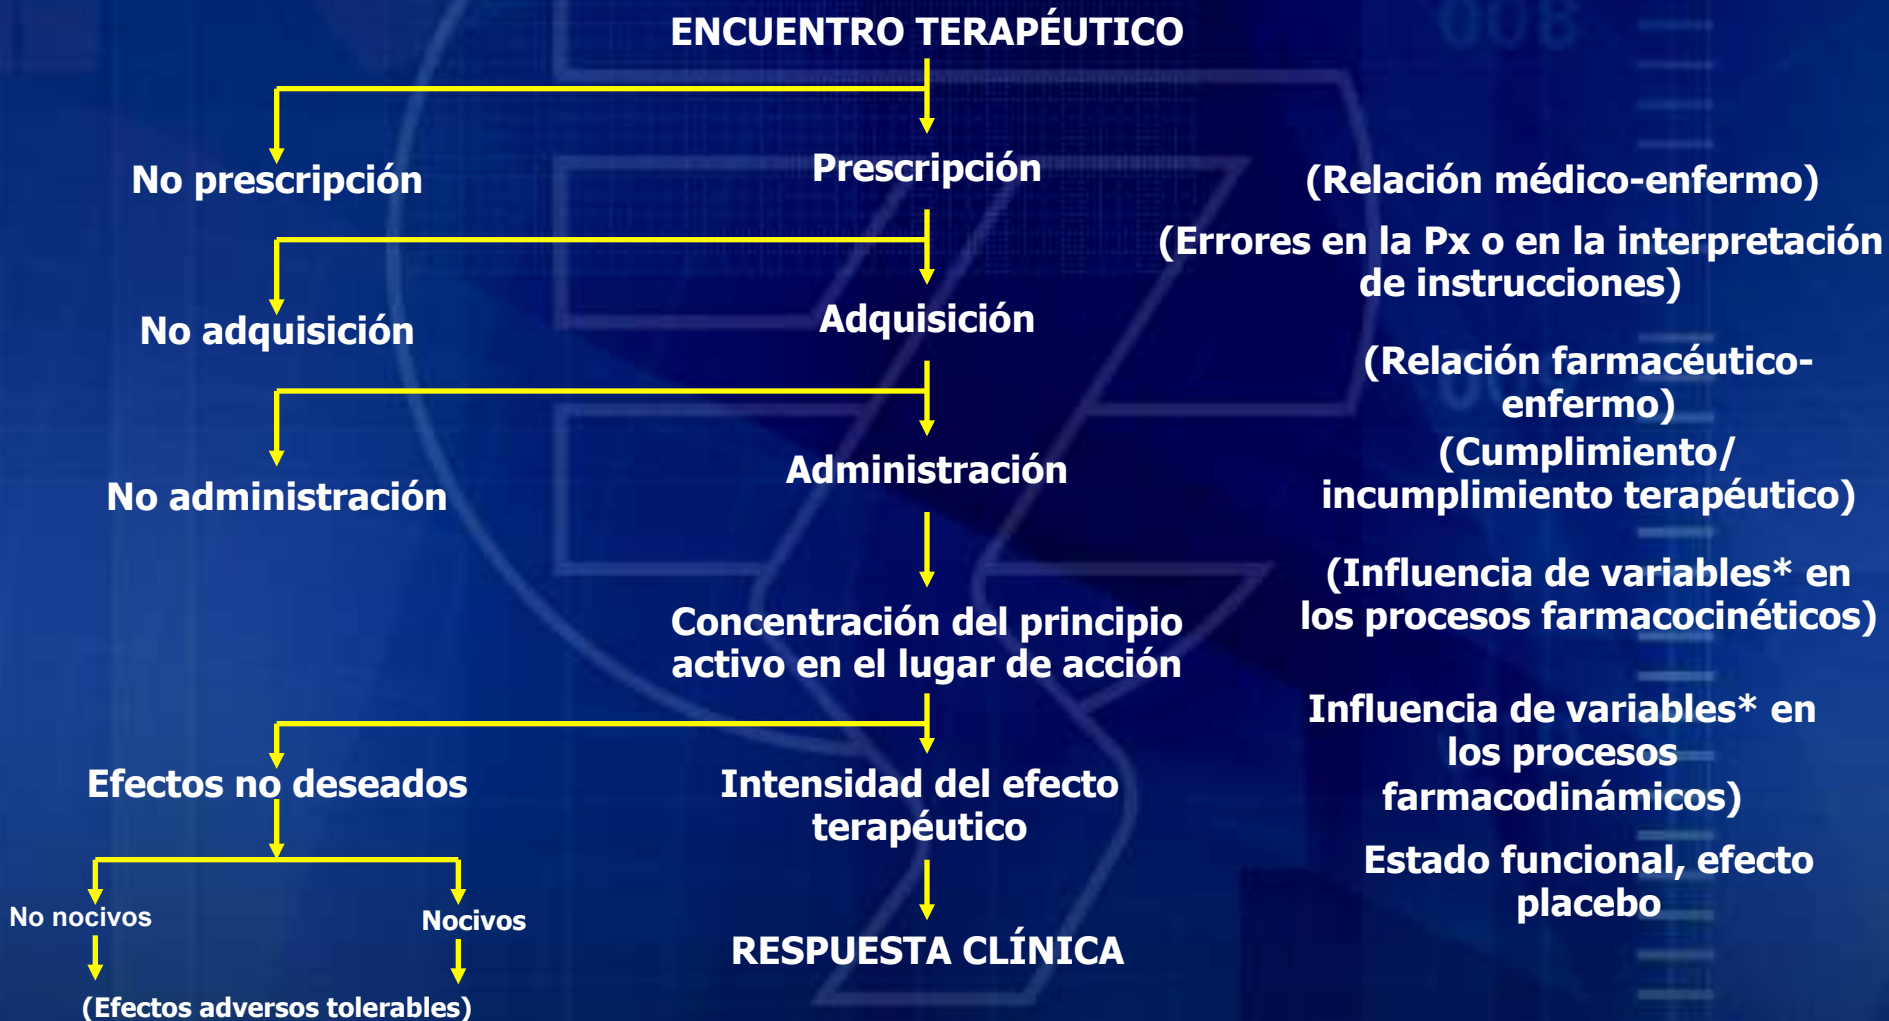 ENCUENTRO TERAPÉUTICO
No prescripción
Prescripción
(Relación médico-enfermo)
(Errores en la Px o en la interpretación
de instrucciones)
No adquisición
Adquisición
(Relación farmacéutico-
enfermo)
(Cumplimiento/
incumplimiento terapéutico)
No administración
Administración
(Influencia de variables* en
los procesos farmacocinéticos)
Concentración del principio
activo en el lugar de acción
Influencia de variables* en
los procesos
farmacodinámicos)
Efectos no deseados
Intensidad del efecto
terapéutico
Estado funcional, efecto
placebo
No nocivos
Nocivos
RESPUESTA CLÍNICA
(Efectos adversos tolerables)
008